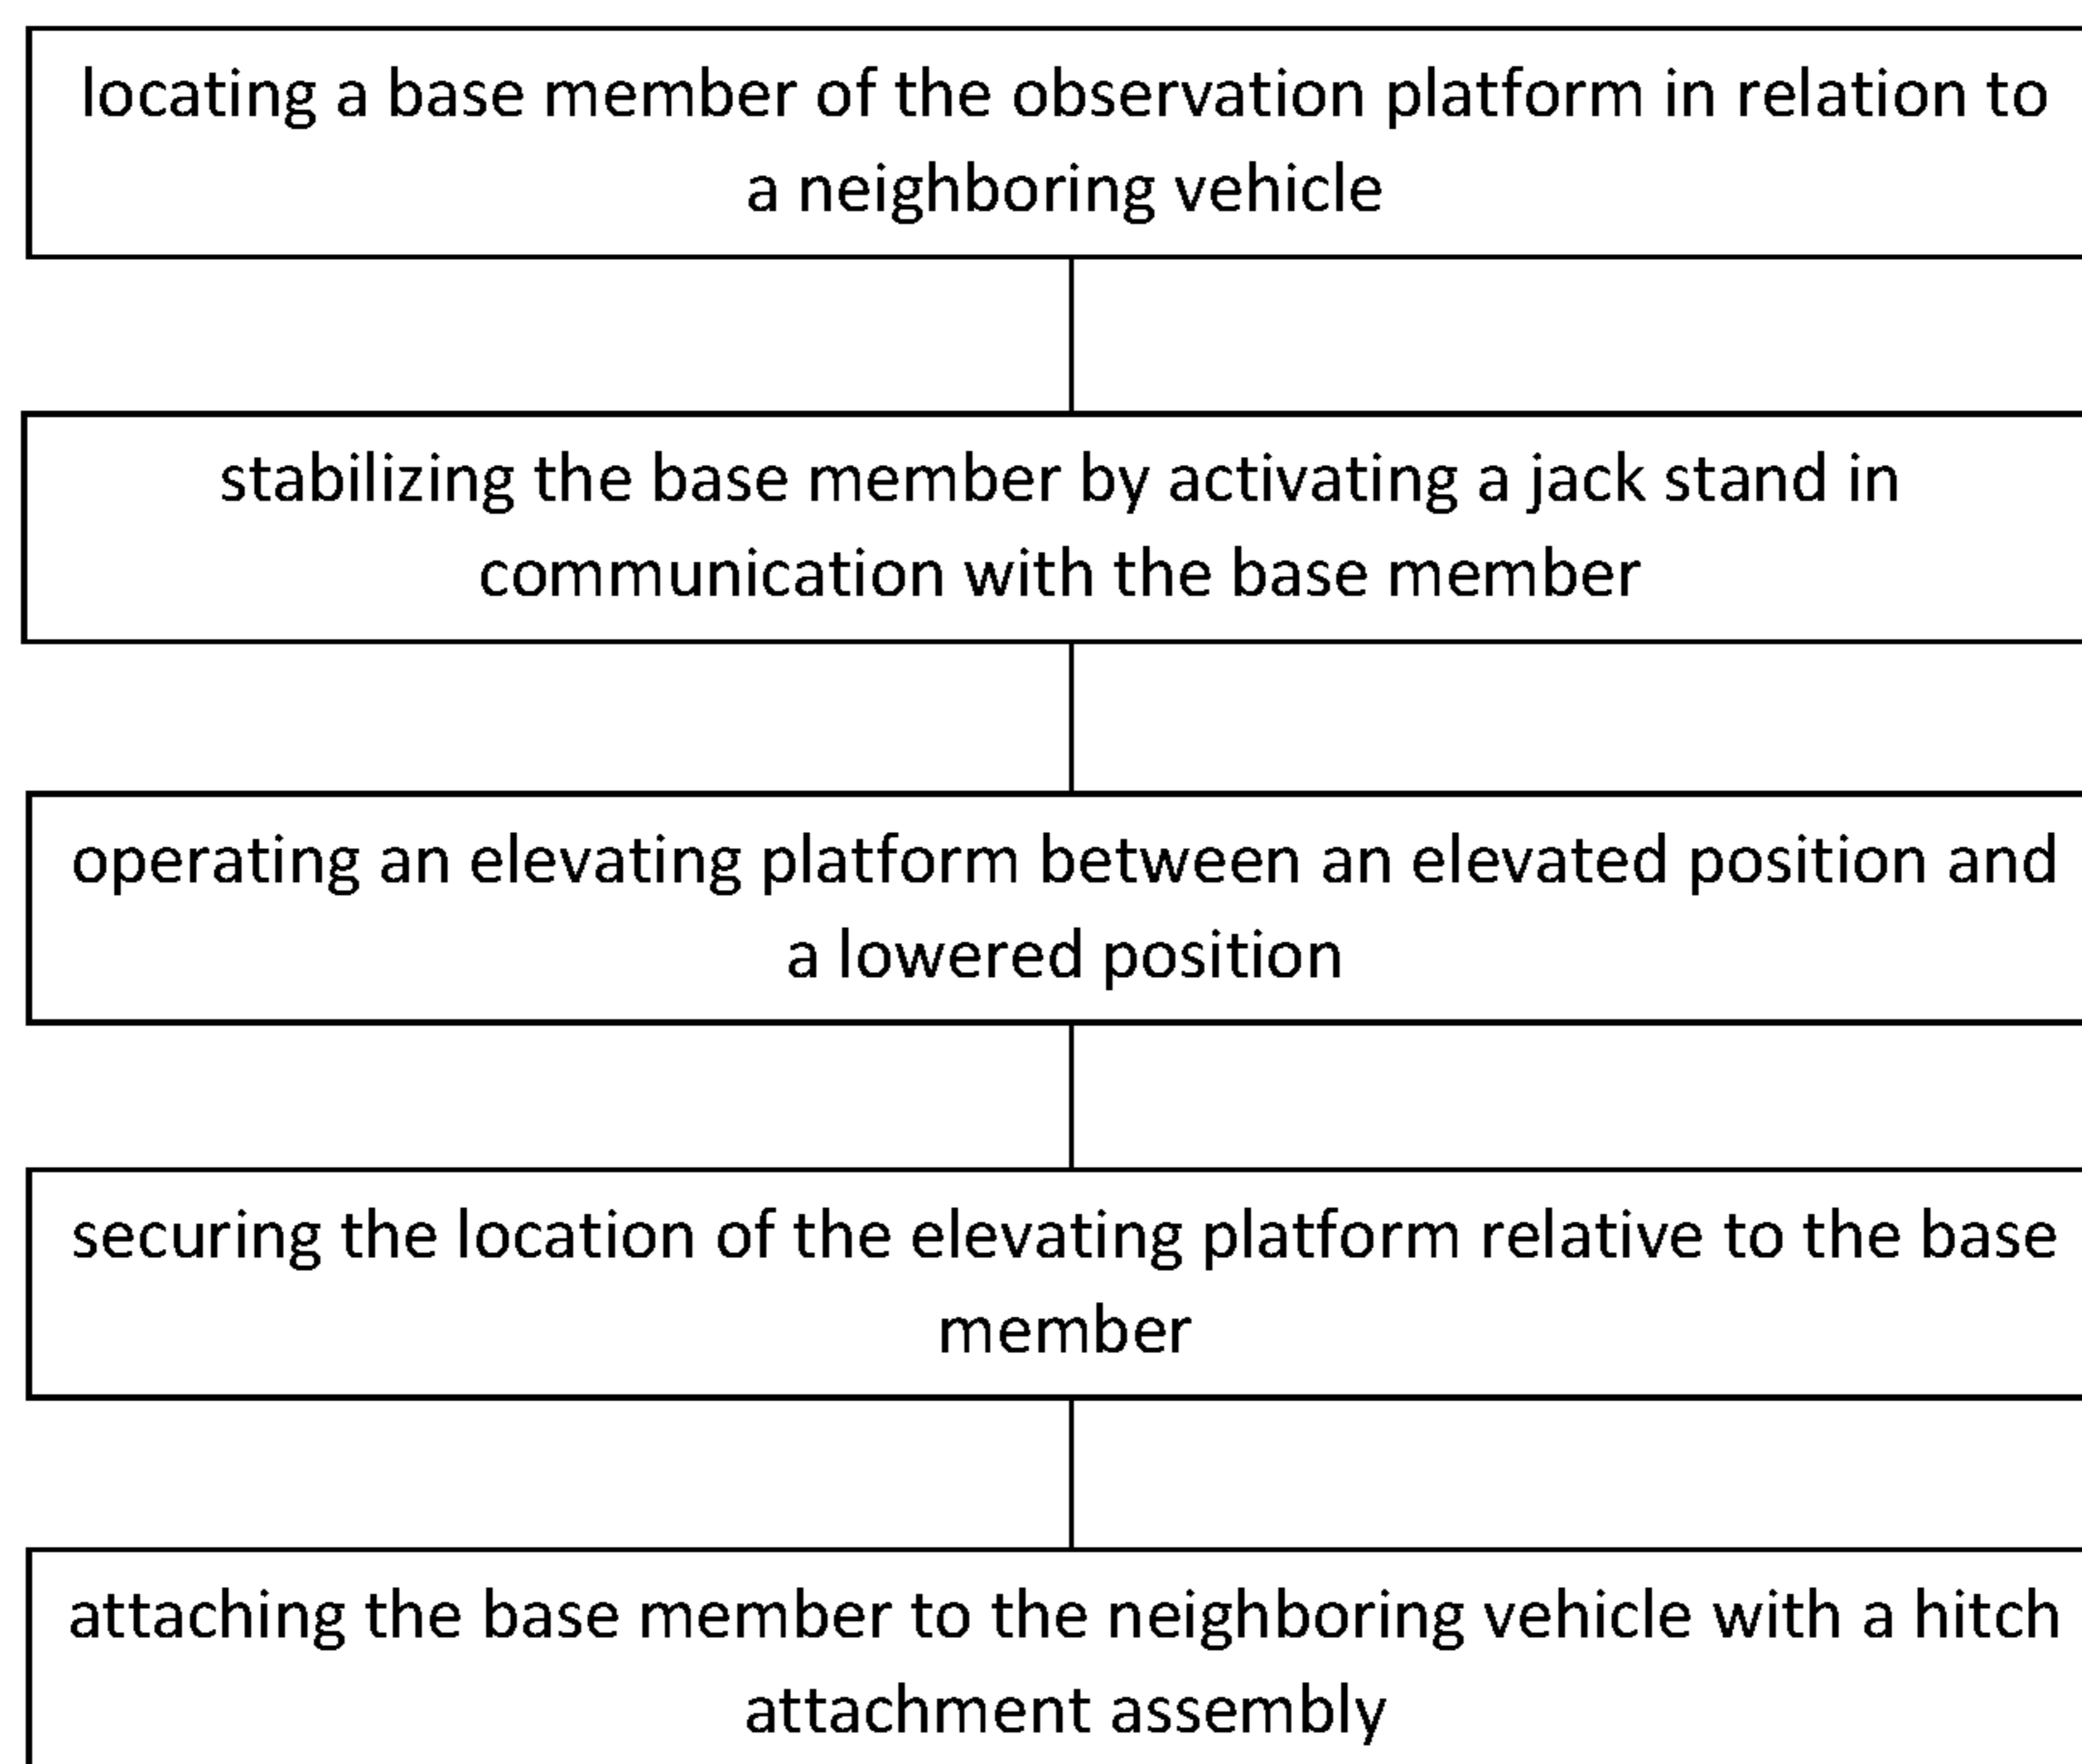 locating a base member of the observation platform in relation to
a neighboring vehicle
stabilizing the base member by activating a jack stand in
communication with the base member
operating an elevating platform between an elevated position and
a lowered position
securing the location of the elevating platform relative to the base
member
attaching the base member to the neighboring vehicle with a hitch
attachment assembly